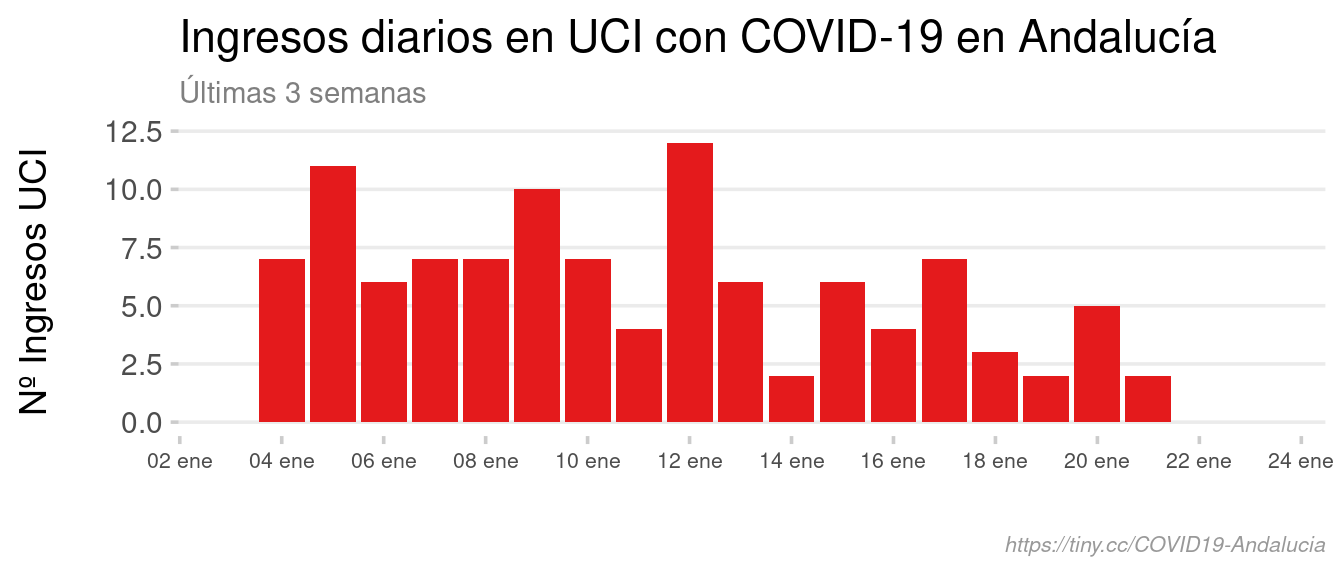 Ingresos diarios en UCI con COVID-19 en Andalucía
Últimas 3 semanas
Nº Ingresos UCI
12.5
10.0
7.5
5.0
2.5
0.0
02 ene 04 ene 06 ene 08 ene 10 ene 12 ene 14 ene 16 ene 18 ene 20 ene 22 ene 24 ene
https://tiny.cc/COVID19-Andalucia